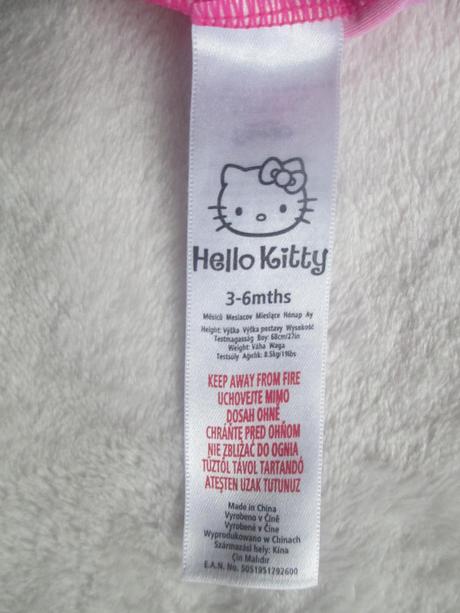 Hello Kitty
3-6mths
Měsíců Mesiacov Miesiące Hónap Ay
Height: Výška Výška postavy Wysokość
Testmagasság Boy: 68cm/27in
Weight: Váha Waga
Testsúly Ağırlık: 8.5kg/19lbs
KEEP AWAY FROM FIRE
UCHOVEJTE MIMO
DOSAH OHNĚ
CHRÁŇTE PRED OHŇOM
NIE ZBLIŻAĆ DO OGNIA
TŰZTŐL TÁVOL TARTANDÓ
ATEŞTEN UZAK TUTUNUZ
Made in China
Vyrobeno v Číně
Vyrobené v Číne
Wyprodukowano w Chinach
Származási hely: Kína
Çin Malıdır
E.A.N. No. 5051951792600